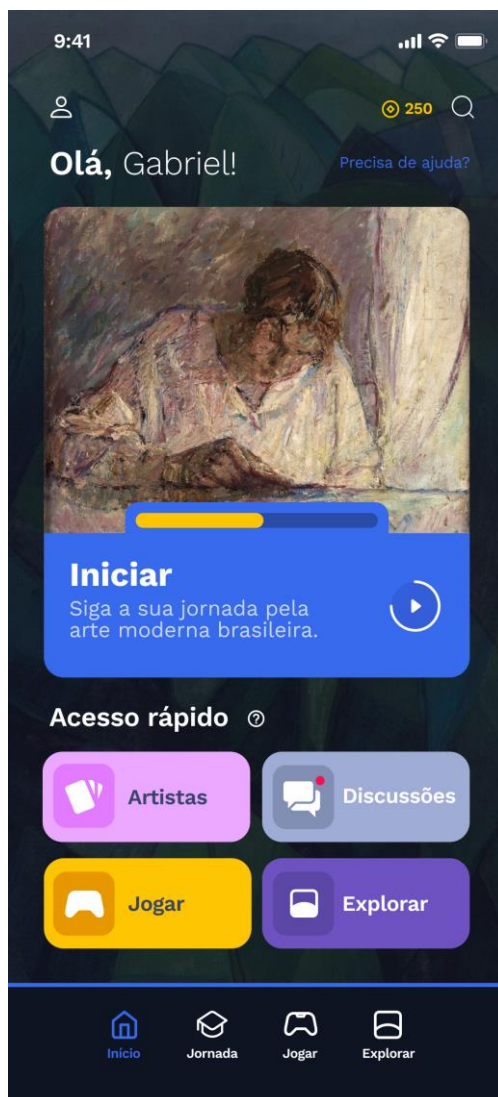 9:41
250
Olá, Gabriel!
Precisa de ajuda?
Iniciar
Siga a sua jornada pela
arte moderna brasileira.
Acesso rápido ?
Artistas
Discussões
Jogar
Explorar
Início
Jornada
Jogar
Explorar